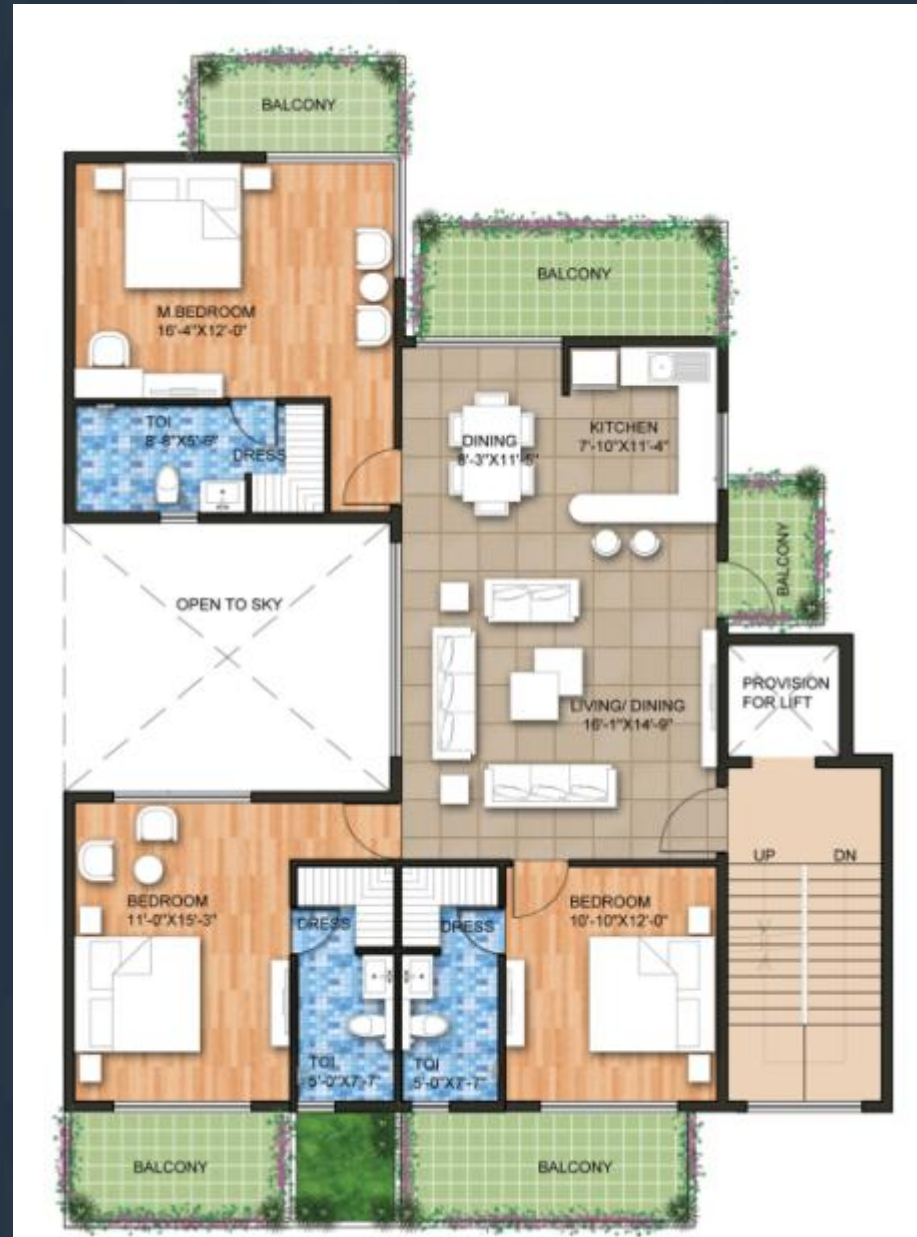 BALCONY
BALCONY
M.BEDROOM
16'-4"X12'-0"
TOI
8'-8"X5'-6"
DRESS
DINING
8'-3"X11'-5"
KITCHEN
7'-10"X11'-4"
BALCONY
OPEN TO SKY
LIVING/ DINING
16'-1"X14'-9"
PROVISION
FOR LIFT
UP
DN
BEDROOM
11'-0"X15'-3"
DRESS
DRESS
BEDROOM
10'-10"X12'-0"
TOI
5'-0"X7'-7"
TOI
5'-0"X7'-7"
BALCONY
BALCONY